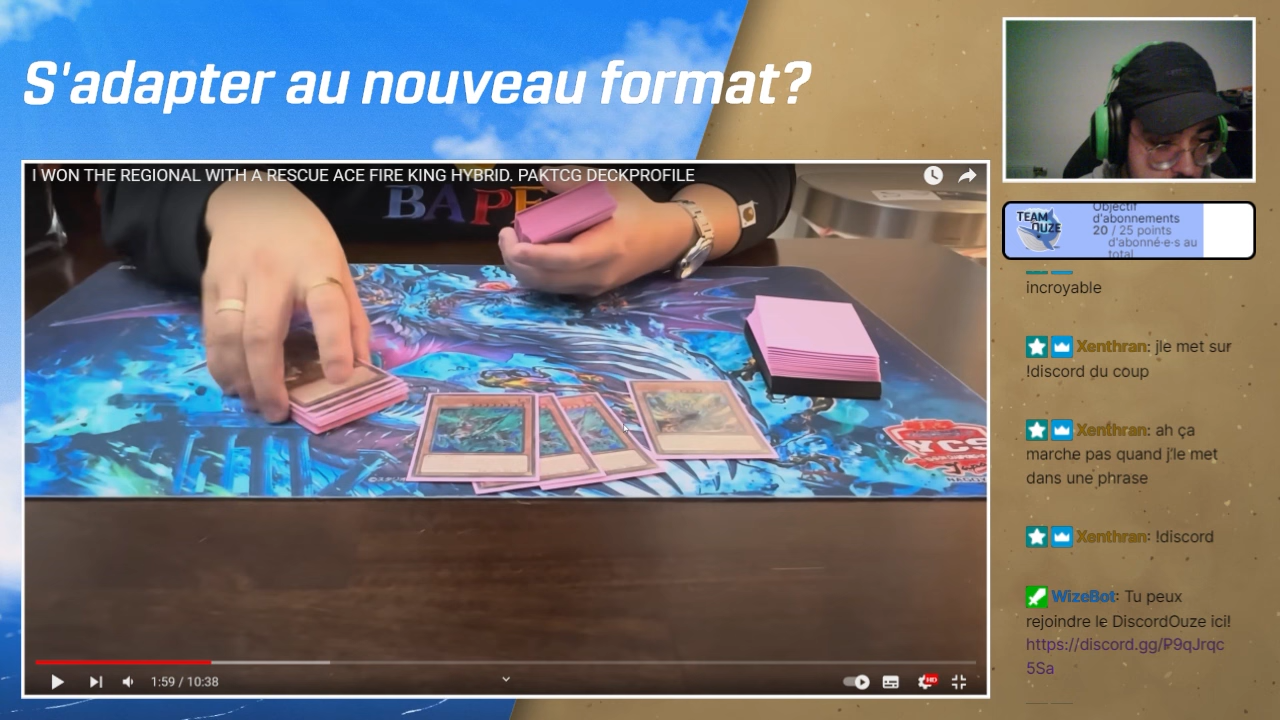 S'adapter au nouveau format?
I WON THE REGIONAL WITH A RESCUE ACE FIRE KING HYBRID. PAKTCG DECKPROFILE
BAPE
YCS
1:59 / 10:38
HD
TEAM
OUZE
Objectif
d'abonnements
20 / 25 points
d'abonné·e·s au
total
incroyable
Xenthran: jle met sur
!discord du coup
Xenthran: ah ça
marche pas quand j'le met
dans une phrase
Xenthran: !discord
WizeBot: Tu peux
rejoindre le DiscordOuze ici!
https://discord.gg/P9qJrqc
5Sa